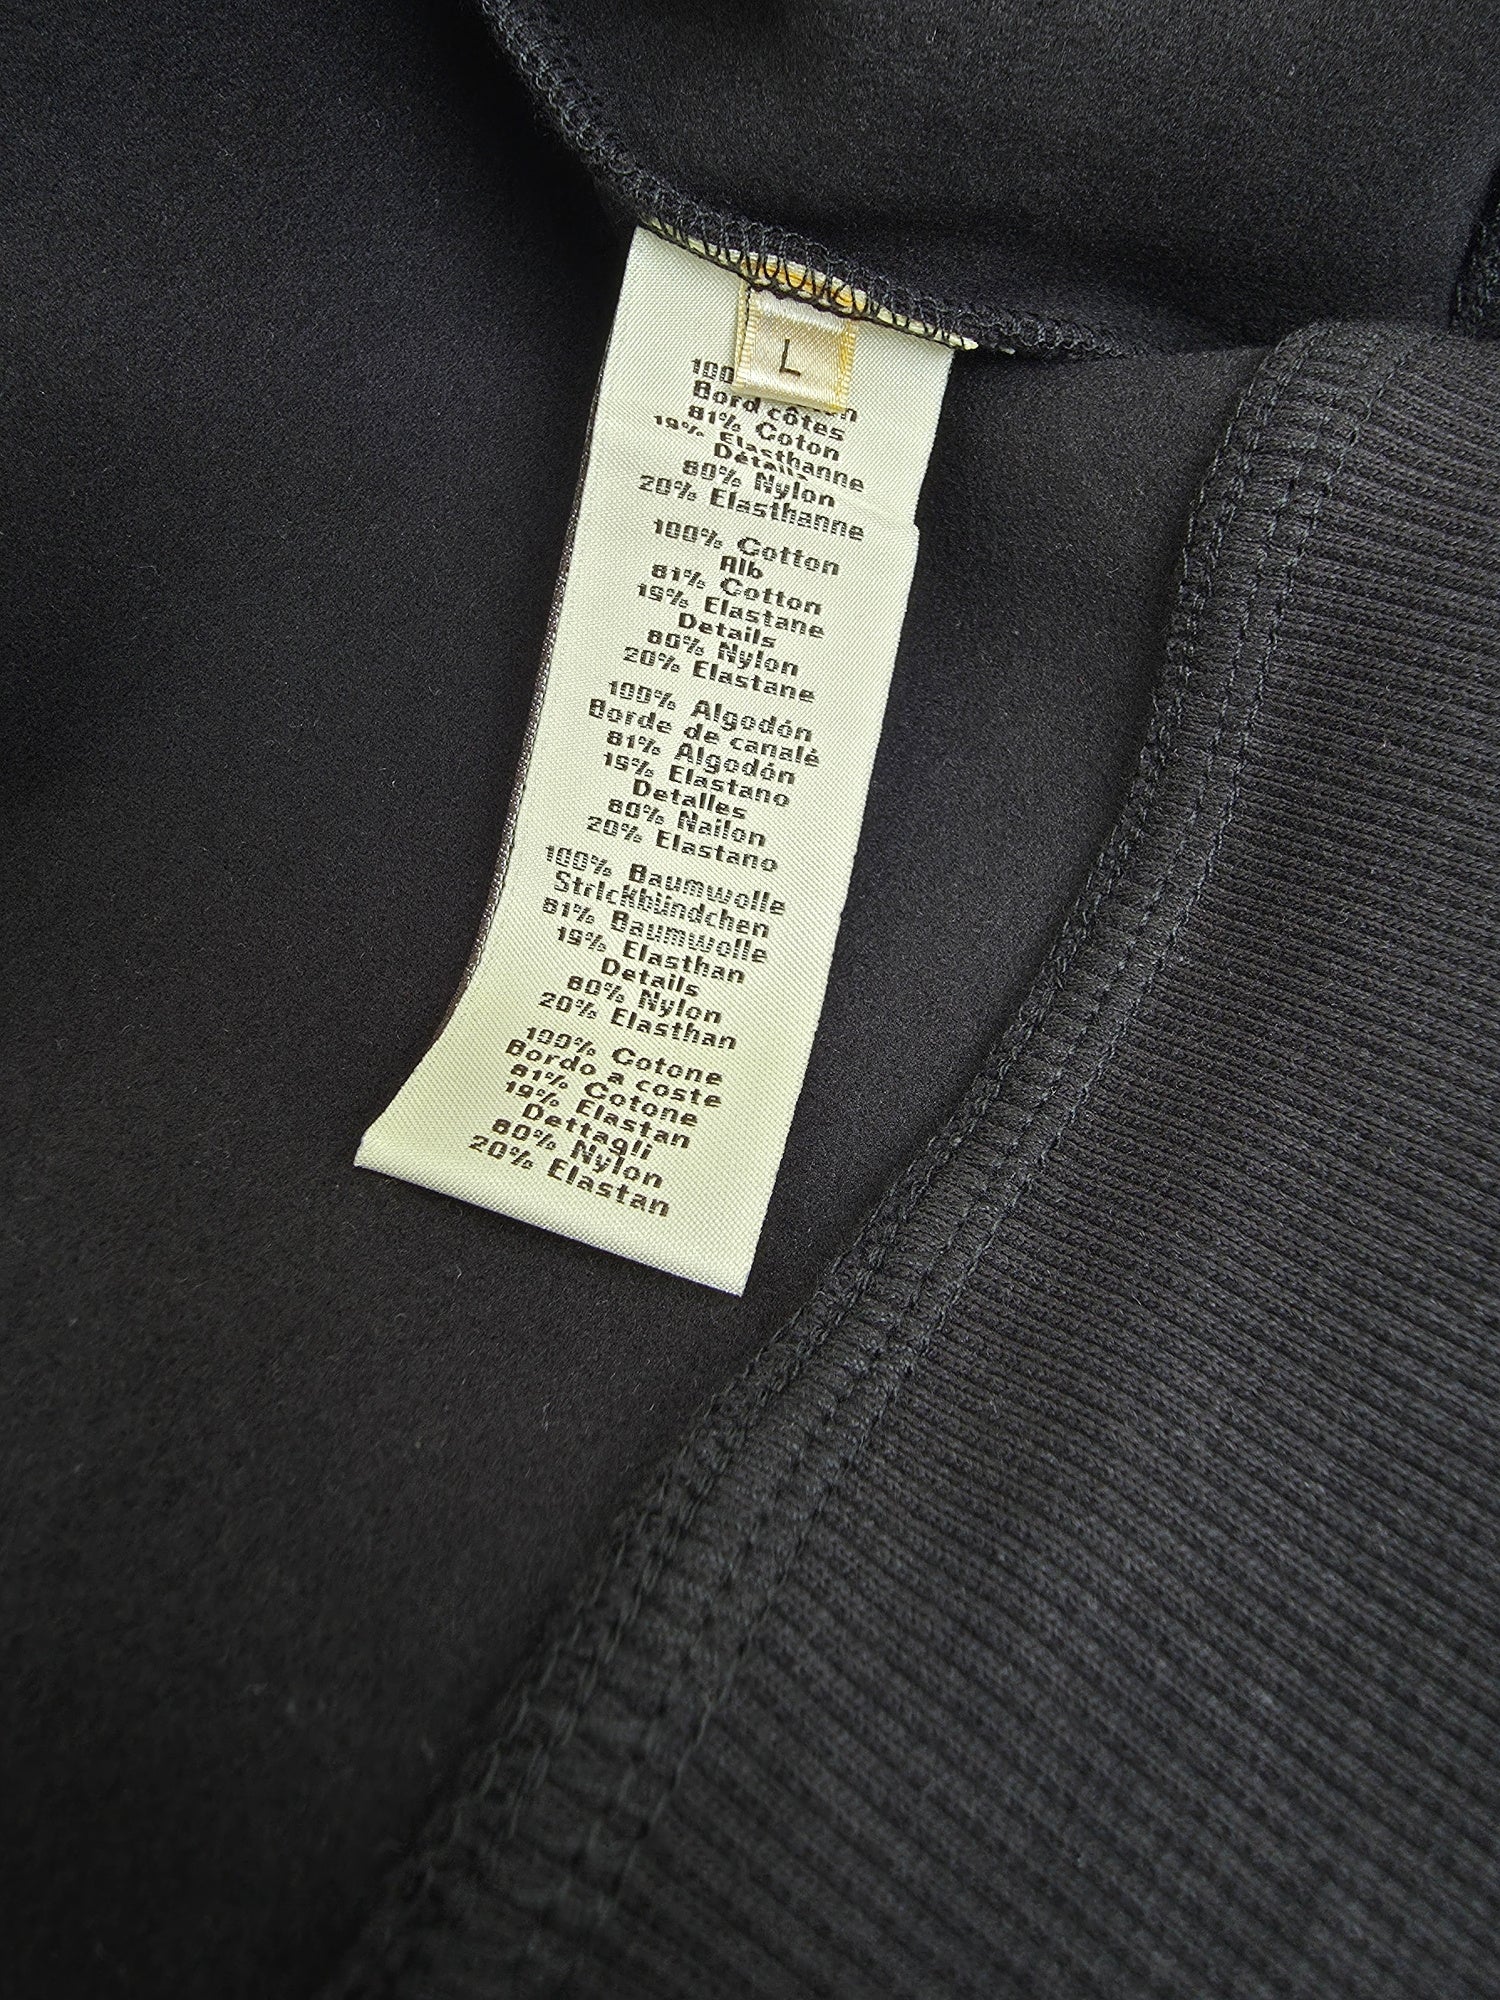 L
100
Bord côtes
81% Coton
19% Elasthanne
Détails
80% Nylon
20% Elasthanne
100% Cotton
Alb
81% Cotton
19% Elastane
Details
80% Nylon
20% Elastane
100% Algodón
Borde de canalé
81% Algodón
19% Elastano
Detalles
80% Nailon
20% Elastano
100% Baumwolle
Strickbündchen
81% Baumwolle
19% Elasthan
Details
80% Nylon
20% Elasthan
100% Cotone
Bordo a coste
81% Cotone
19% Elastan
Dettagli
80% Nylon
20% Elastan